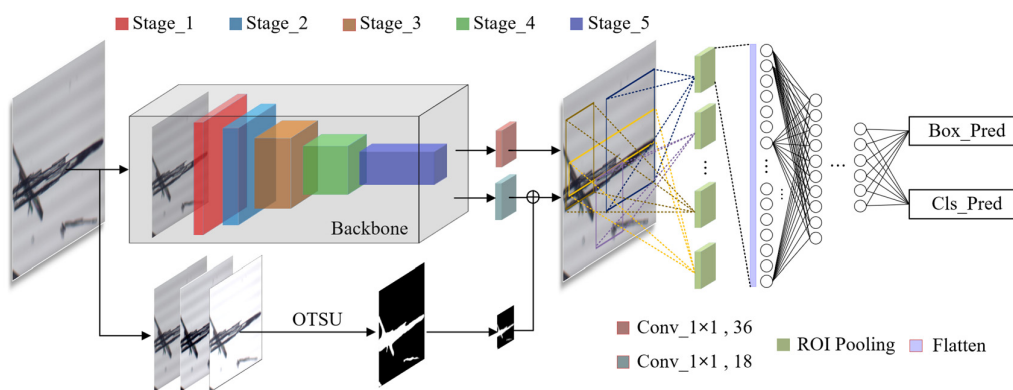 Stage_1 Stage_2 Stage_3 Stage_4 Stage_5
Backbone
OTSU
Box_Pred
Cls_Pred
Conv_1×1 , 36
Conv_1×1 , 18
ROI Pooling
Flatten